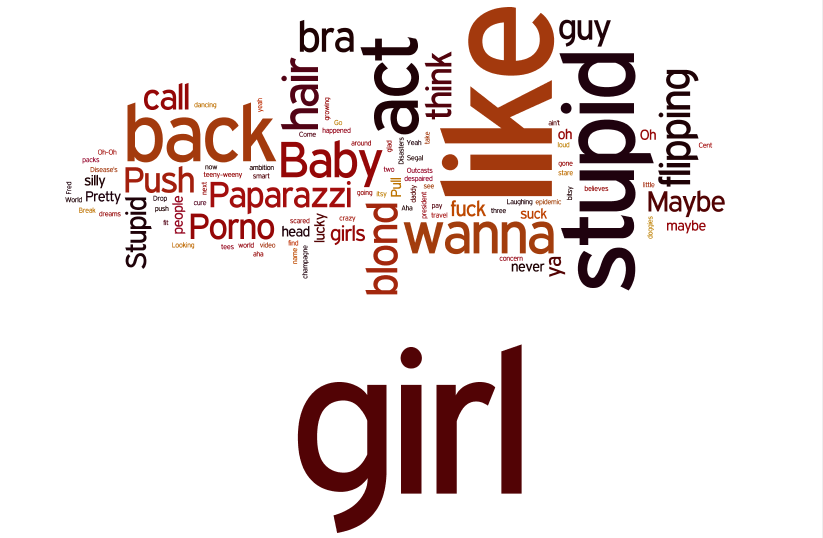 bra
guy
act
like
think
hair
call
dancing
yeah
growing
Go
happened
Come
back
stupid
flipping
ain't
oh
Oh
loud
Cent
take
Disasters
Yeah
glad
around
Baby
Segal
two
Outcasts
despaired
see
gone
stare
Oh-Oh
packs
Disease's
silly
Fred
World
Pretty
Break
dreams
Push
now
teeny-weeny
ambition
smart
next
cure
Paparazzi
going
itsy
Pull
daddy
president
bitsy
believes
little
Maybe
maybe
doggies
Stupid
Drop
push
fit
people
Porno
scared
crazy
lucky
head
girls
Looking
tees
world
video
aha
find
name
champagne
blond
Aha
pay
travel
fuck
three
Laughing
epidemic
suck
wanna
concern
never
ya
girl